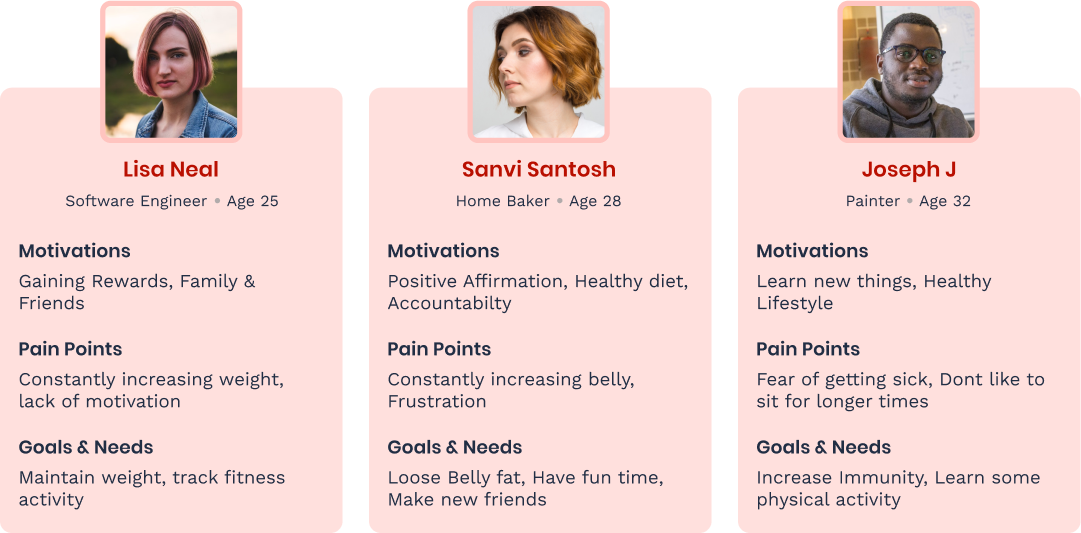 Lisa Neal
Software Engineer • Age 25
Motivations
Gaining Rewards, Family &
Friends
Pain Points
Constantly increasing weight,
lack of motivation
Goals & Needs
Maintain weight, track fitness
activity
Sanvi Santosh
Home Baker • Age 28
Motivations
Positive Affirmation, Healthy diet,
Accountabilty
Pain Points
Constantly increasing belly,
Frustration
Goals & Needs
Loose Belly fat, Have fun time,
Make new friends
Joseph J
Painter • Age 32
Motivations
Learn new things, Healthy
Lifestyle
Pain Points
Fear of getting sick, Dont like to
sit for longer times
Goals & Needs
Increase Immunity, Learn some
physical activity